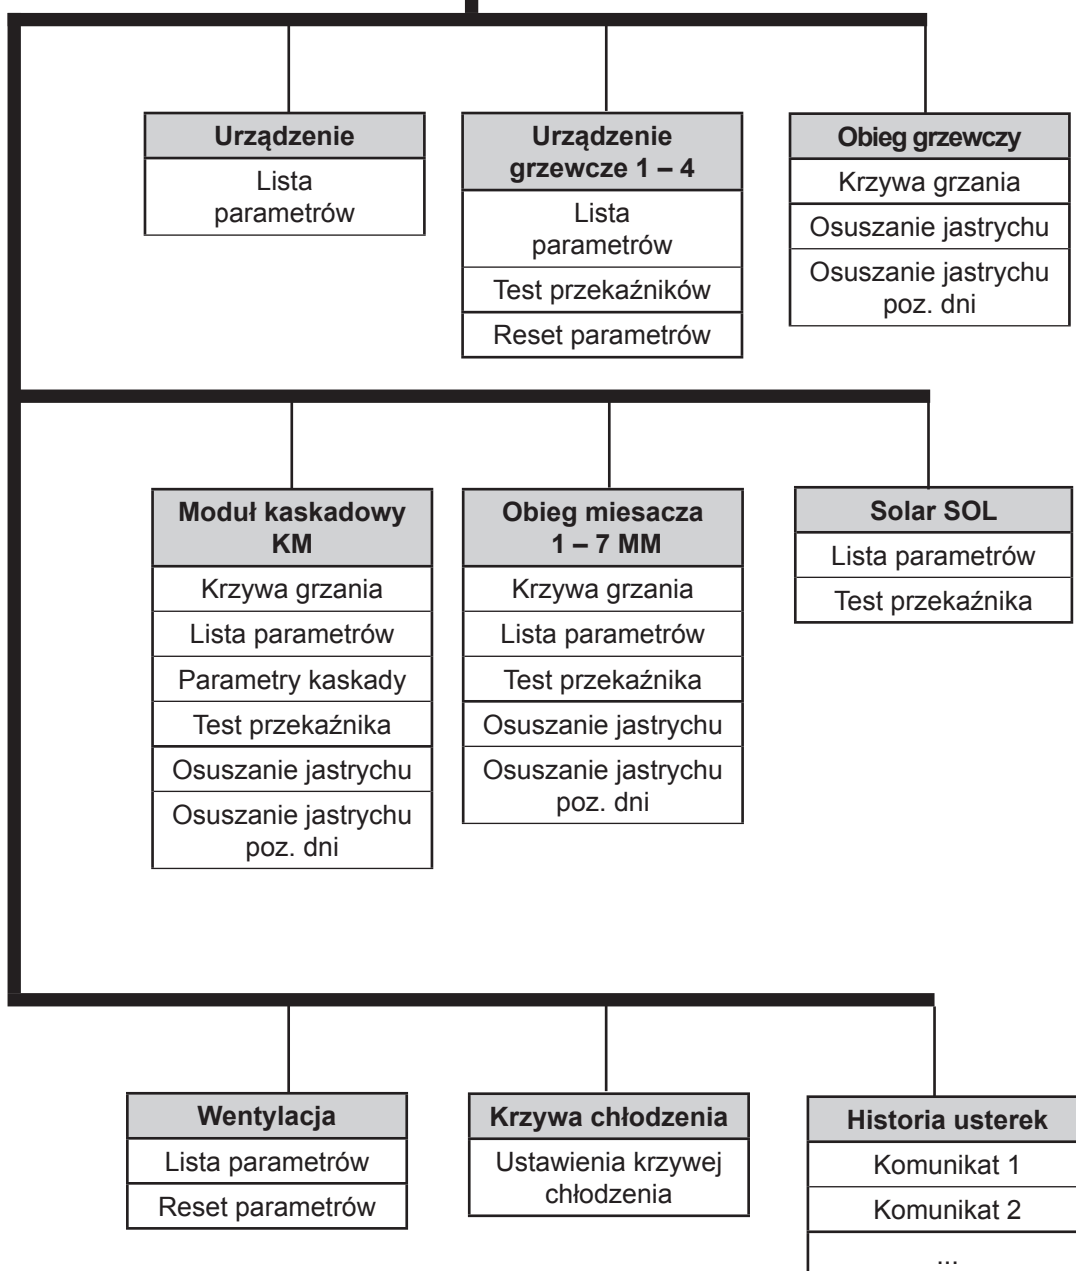 Urządzenie
Lista
parametrów
Urządzenie
grzewcze 1 – 4
Lista
parametrów
Test przekaźników
Reset parametrów
Obieg grzewczy
Krzywa grzania
Osuszanie jastrychu
Osuszanie jastrychu
poz. dni
Moduł kaskadowy
KM
Krzywa grzania
Lista parametrów
Parametry kaskady
Test przekaźnika
Osuszanie jastrychu
Osuszanie jastrychu
poz. dni
Obieg miesacza
1 – 7 MM
Krzywa grzania
Lista parametrów
Test przekaźnika
Osuszanie jastrychu
Osuszanie jastrychu
poz. dni
Solar SOL
Lista parametrów
Test przekaźnika
Wentylacja
Lista parametrów
Reset parametrów
Krzywa chłodzenia
Ustawienia krzywej
chłodzenia
Historia usterek
Komunikat 1
Komunikat 2
...